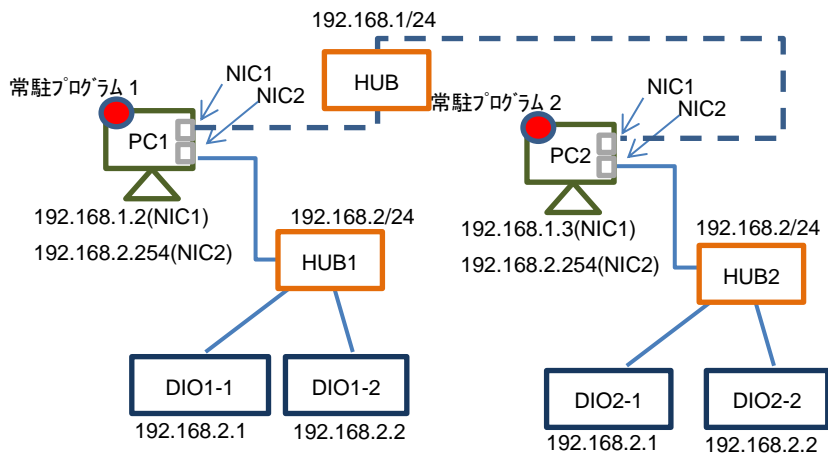 192.168.1/24
HUB
常駐ﾌﾟﾛｸﾞﾗﾑ 1
NIC1
NIC2
PC1
192.168.1.2(NIC1)
192.168.2.254(NIC2)
192.168.2/24
HUB1
DIO1-1
DIO1-2
192.168.2.1
192.168.2.2
常駐ﾌﾟﾛｸﾞﾗﾑ 2
NIC1
NIC2
PC2
192.168.1.3(NIC1)
192.168.2.254(NIC2)
192.168.2/24
HUB2
DIO2-1
DIO2-2
192.168.2.1
192.168.2.2